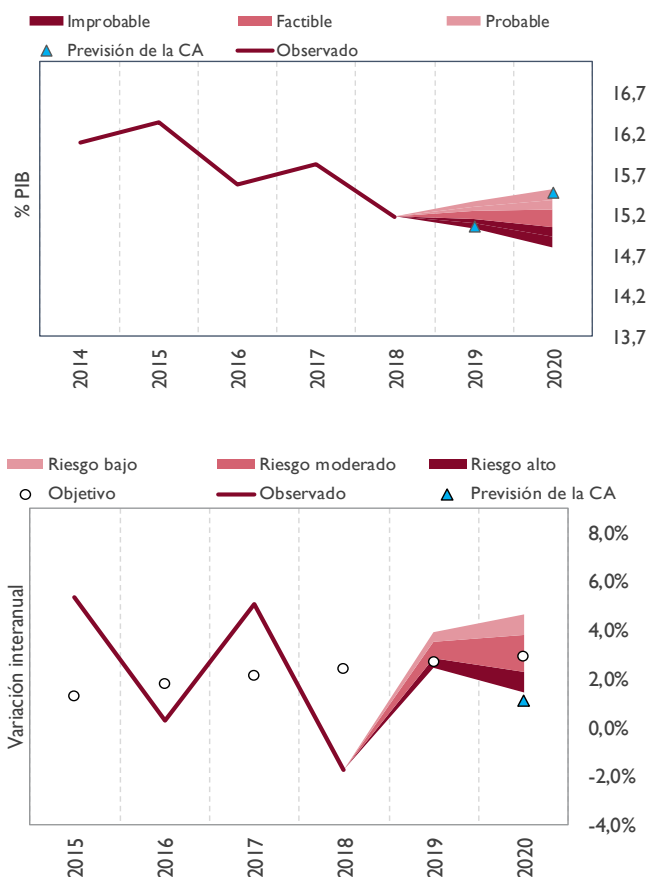 Improbable Factible Probable
Previsión de la CA Observado
% PIB
16,7
16,2
15,7
15,2
14,7
14,2
13,7
2014 2015 2016 2017 2018 2019 2020
Riesgo bajo Riesgo moderado Riesgo alto
Objetivo Observado Previsión de la CA
Variación interanual
8,0%
6,0%
4,0%
2,0%
0,0%
-2,0%
-4,0%
2015 2016 2017 2018 2019 2020